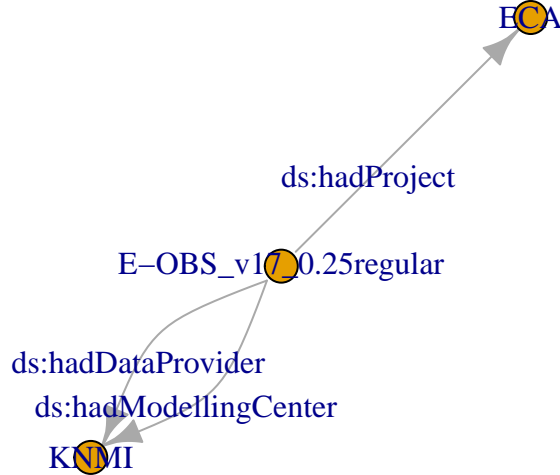 ECA
ds:hadProject
E−OBS_v17_0.25regular
ds:hadDataProvider
ds:hadModellingCenter
KNMI